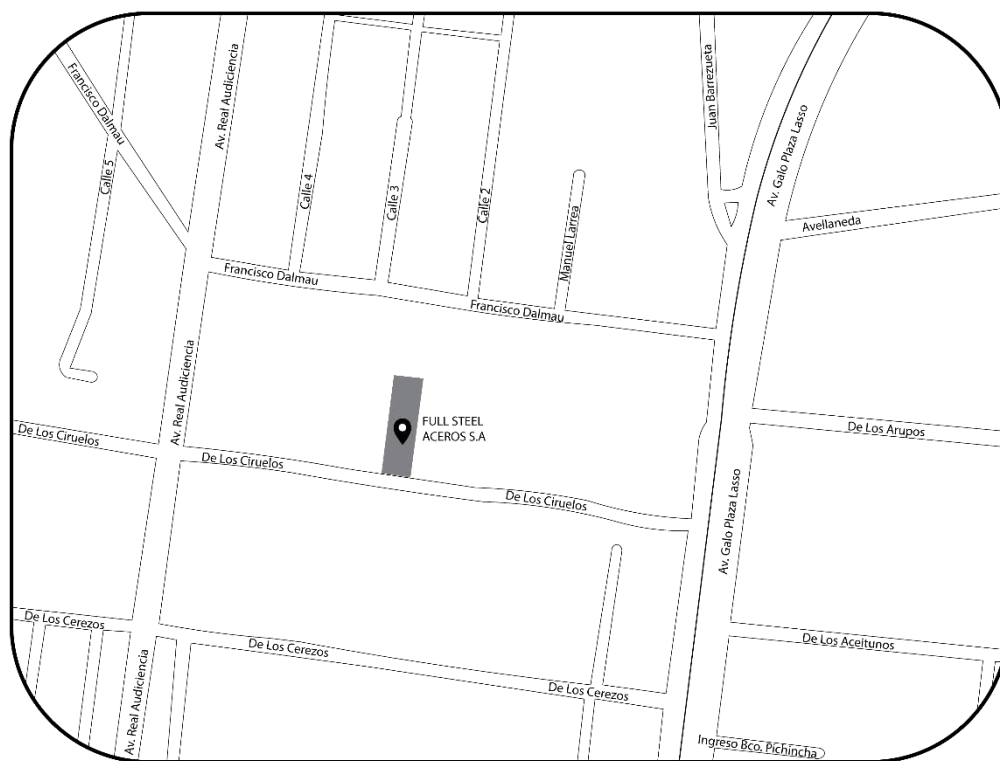 Francisco Dalmau
Av. Real Audiciencia
Juan Barrezueta
Av. Galo Plaza Lasso
Calle 5
Calle 4
Calle 3
Calle 2
Manuel Larrea
Avellaneda
Francisco Dalmau
Francisco Dalmau
Av. Real Audiciencia
FULL STEEL
ACEROS S.A
De Los Ciruelos
De Los Ciruelos
De Los Ciruelos
De Los Arupos
Av. Galo Plaza Lasso
De Los Cerezos
De Los Cerezos
De Los Cerezos
De Los Aceitunos
Av. Real Audiciencia
Ingreso Bco. Pichincha